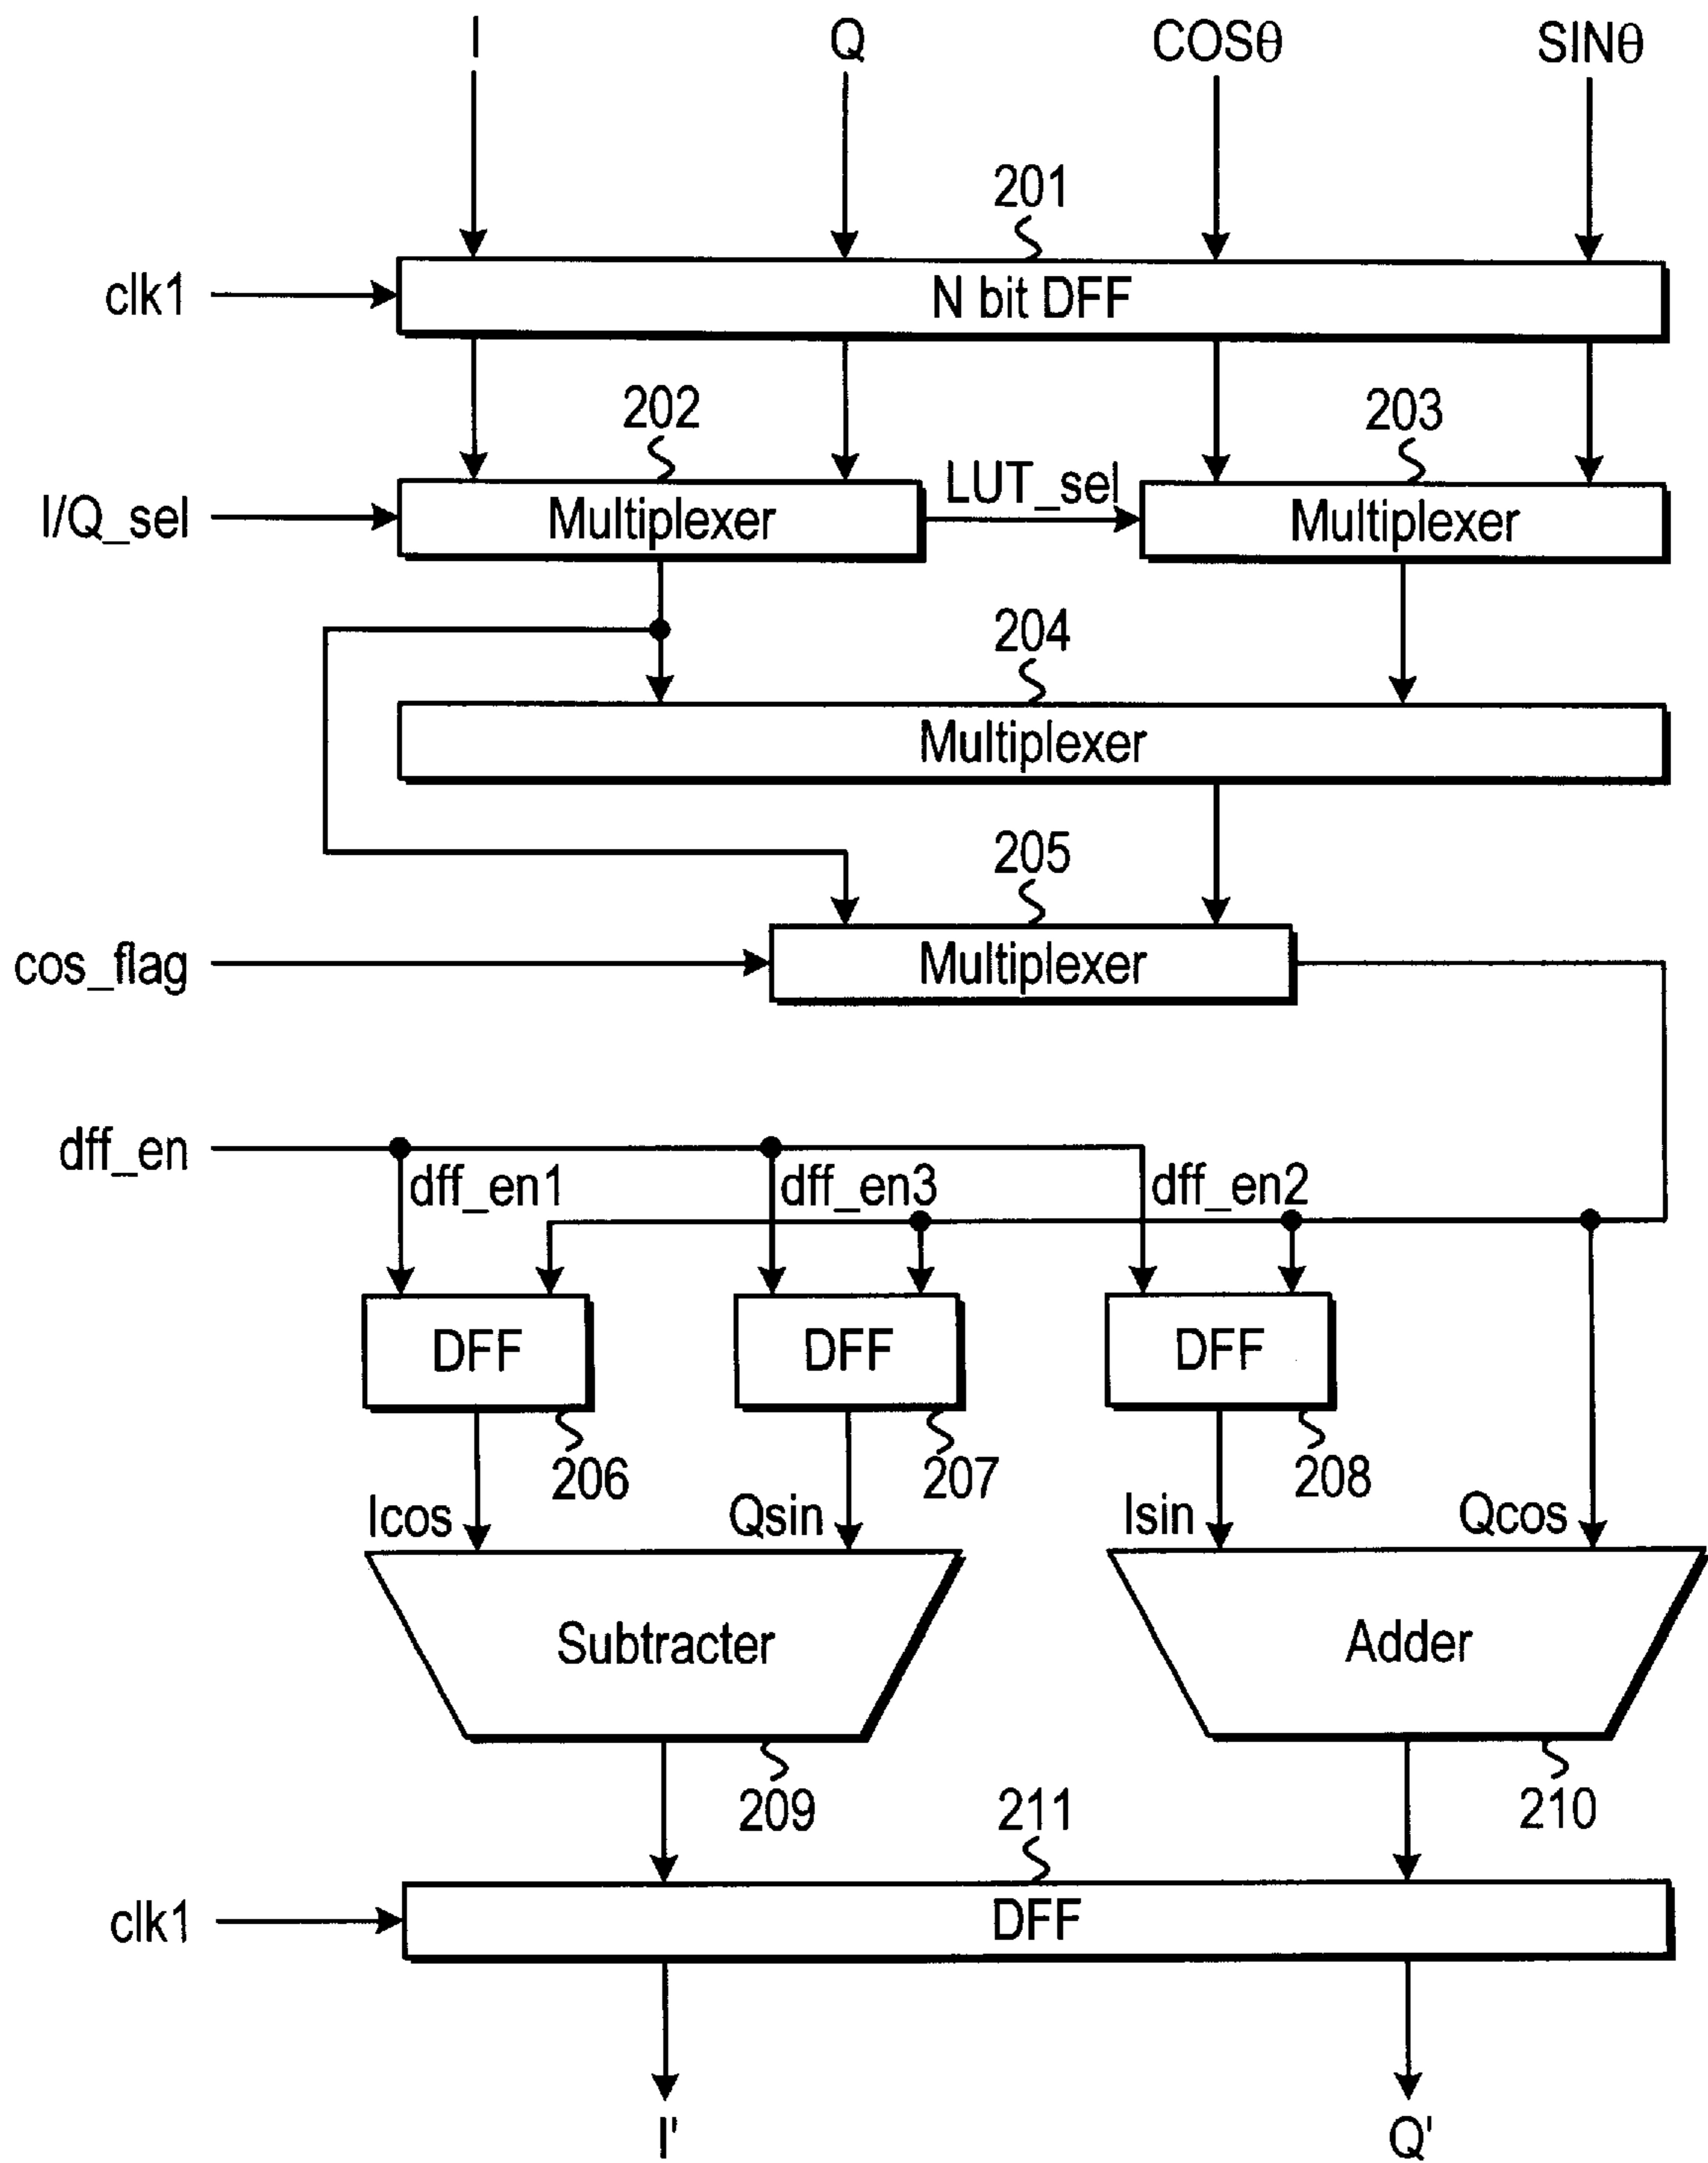 I Q COSθ SINθ
201
clk1 N bit DFF
202 203
I/Q_sel Multiplexer LUT_sel Multiplexer
204
Multiplexer
205
cos_flag Multiplexer
dff_en
dff_en1 dff_en3 dff_en2
DFF DFF DFF
206 207 208
Icos Qsin Isin Qcos
Subtracter Adder
209 211 210
clk1 DFF
I' Q'